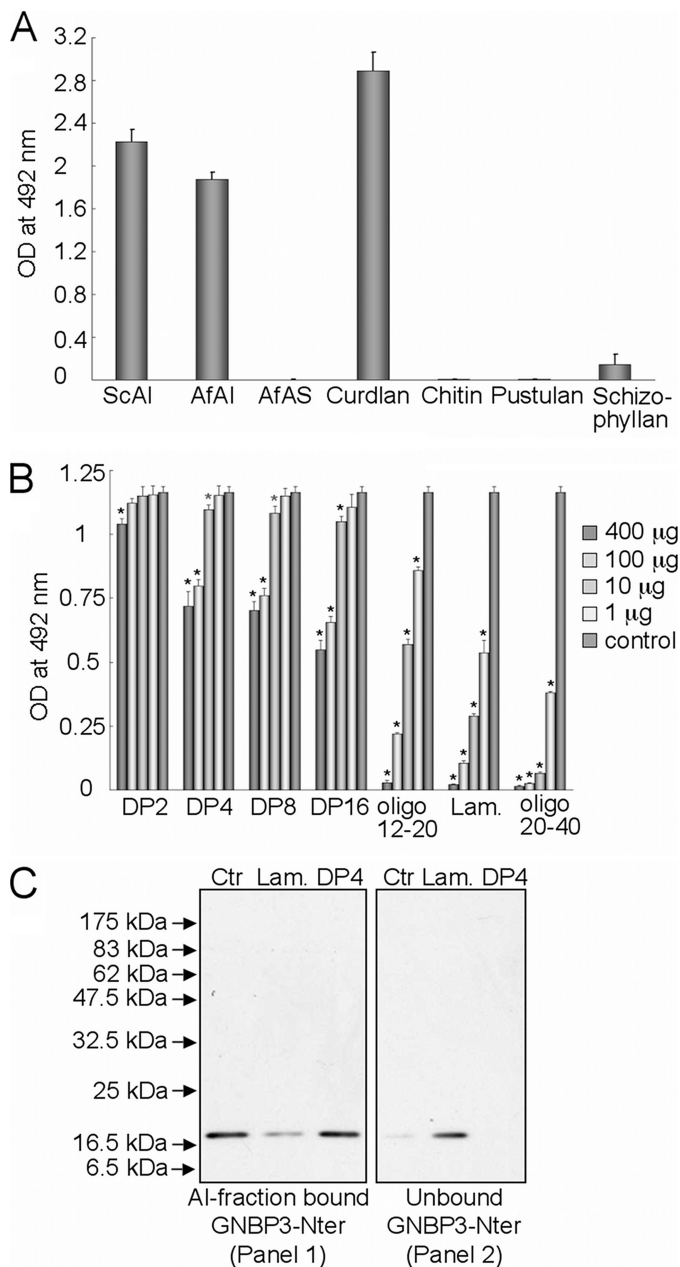 A
3.2
2.8
2.4
2
1.6
1.2
0.8
0.4
0
OD at 492 nm
ScAI AfAI AfAS Curdlan Chitin Pustulan Schizo-
phyllan
B
1.25
1
0.75
0.5
0.25
0
OD at 492 nm
* * * * * * * * * * * * * * * * * * * * * *
DP2 DP4 DP8 DP16 oligo Lam. oligo
12-20 20-40
400 μg
100 μg
10 μg
1 μg
control
C
Ctr Lam. DP4 Ctr Lam. DP4
175 kDa
83 kDa
62 kDa
47.5 kDa
32.5 kDa
25 kDa
16.5 kDa
6.5 kDa
AI-fraction bound
GNBP3-Nter
(Panel 1)
Unbound
GNBP3-Nter
(Panel 2)